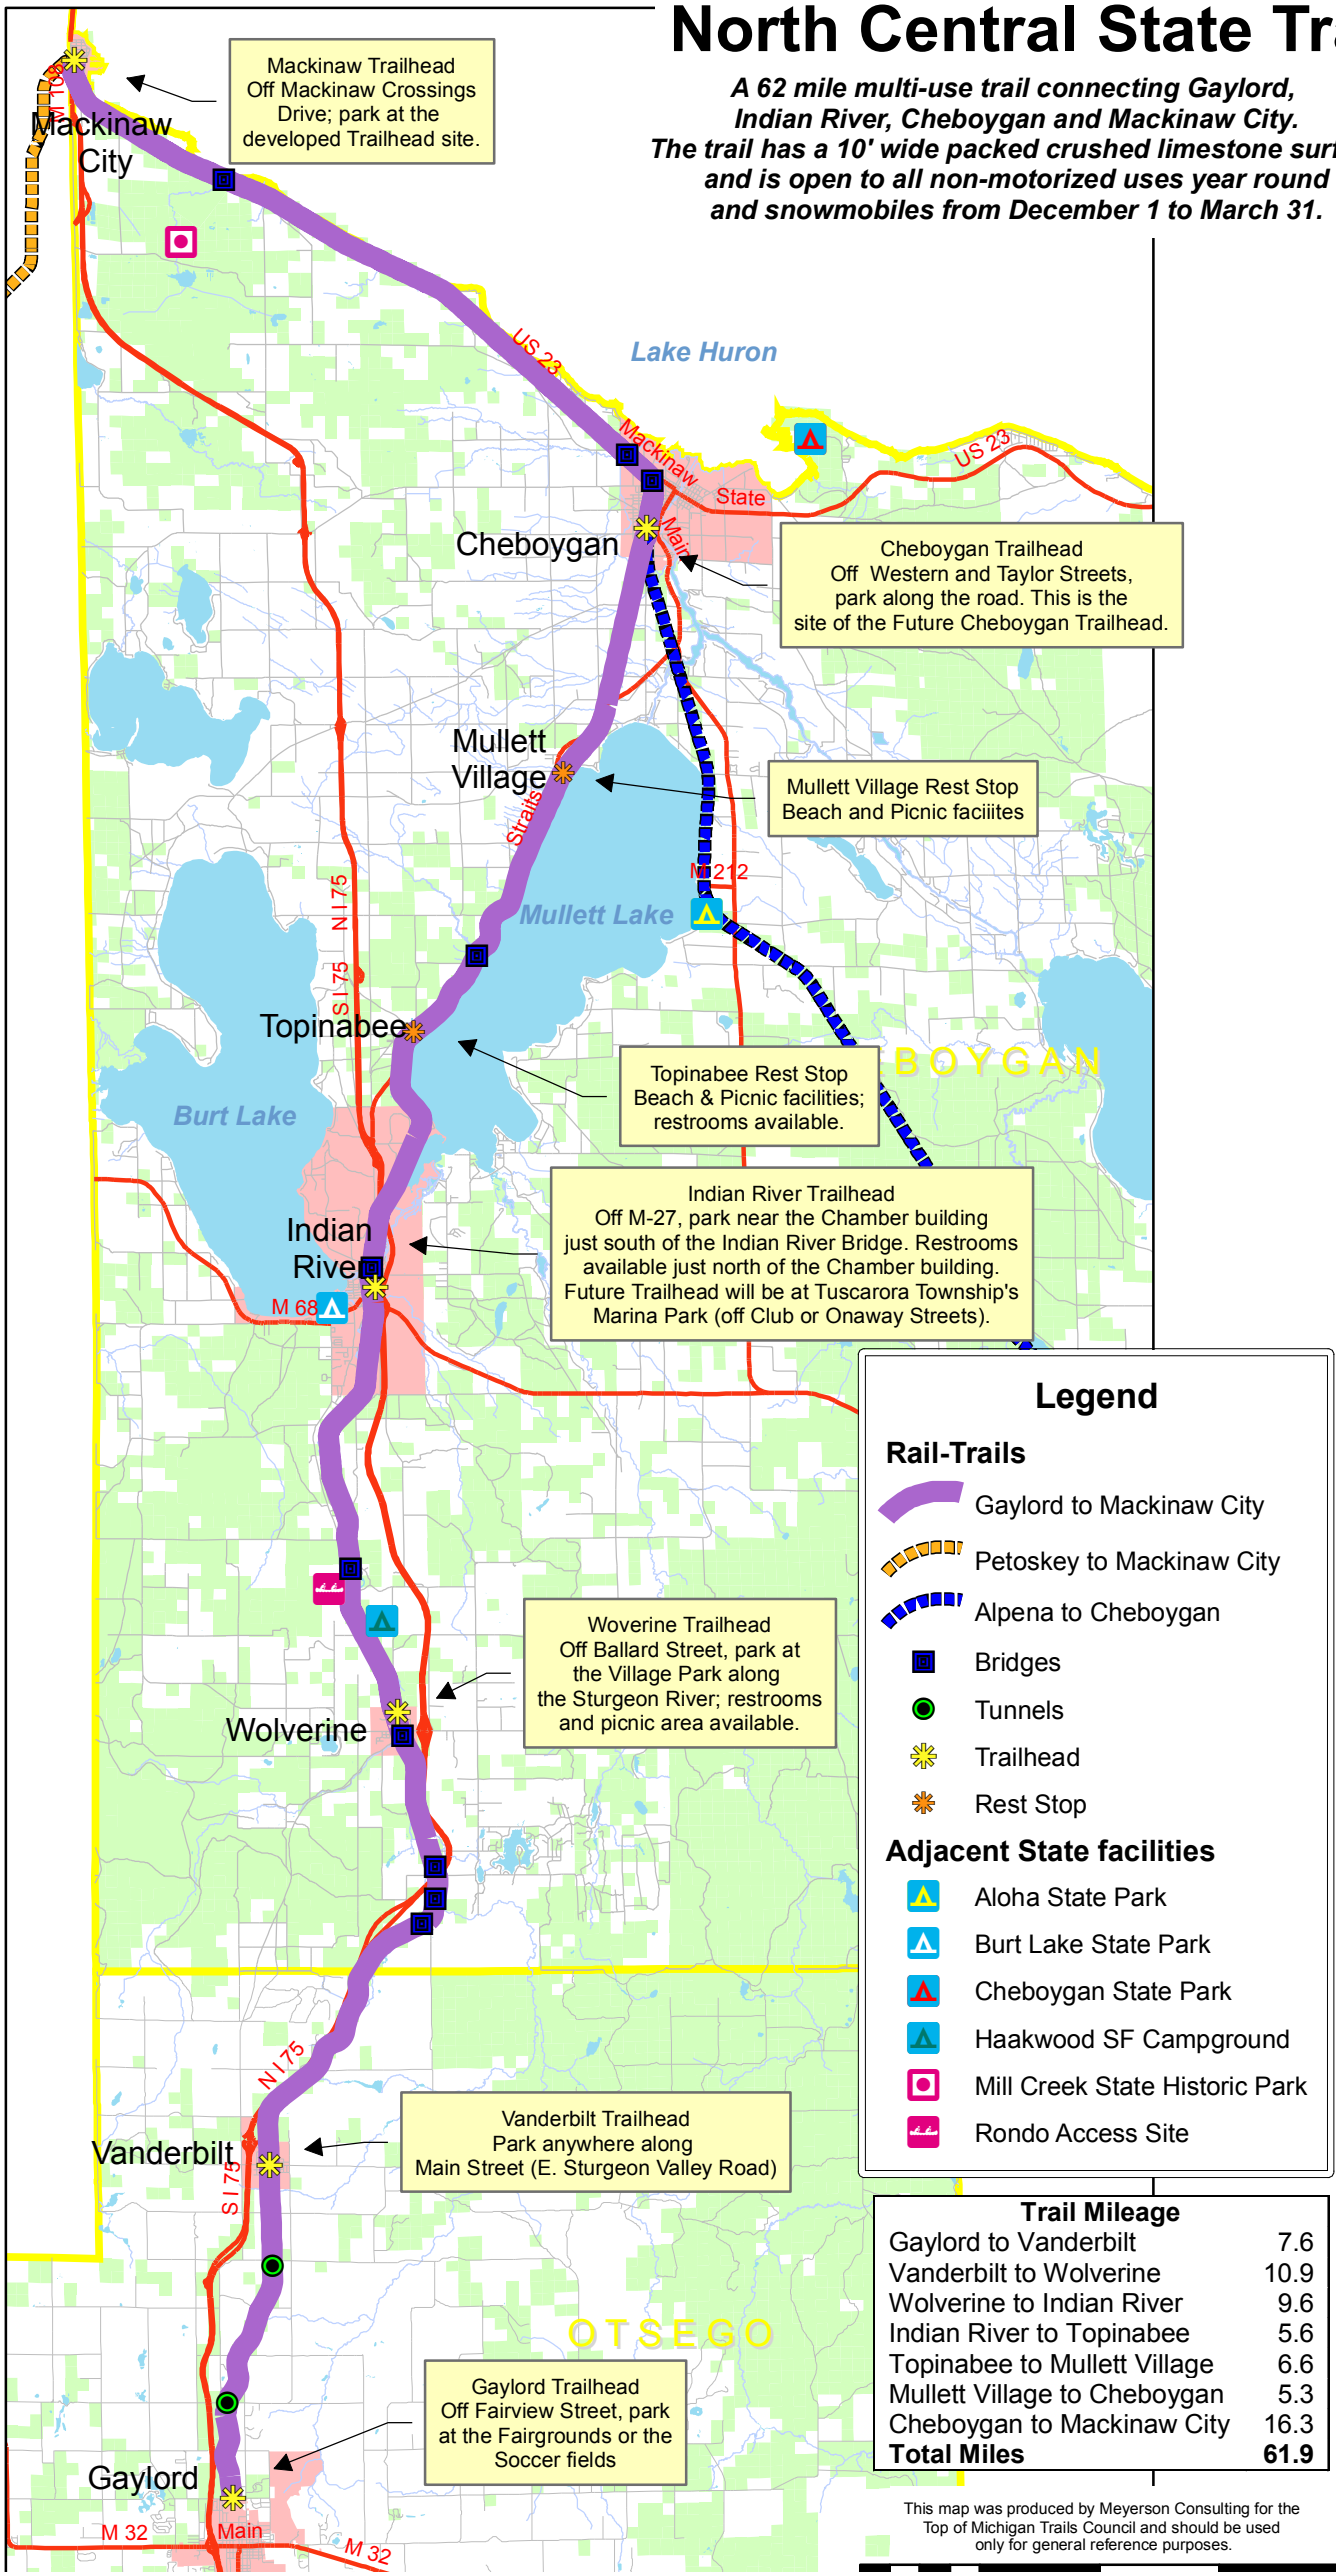 North Central State Tra
A 62 mile multi-use trail connecting Gaylord,
Indian River, Cheboygan and Mackinaw City.
The trail has a 10' wide packed crushed limestone surf
and is open to all non-motorized uses year round
and snowmobiles from December 1 to March 31.
Mackinaw Trailhead
Off Mackinaw Crossings
Drive; park at the
developed Trailhead site.
M 108
Mackinaw
City
US 23
Lake Huron
Mackinaw
State
US 23
Main
Cheboygan
Cheboygan Trailhead
Off Western and Taylor Streets,
park along the road. This is the
site of the Future Cheboygan Trailhead.
Mullett
Village
Straits
Mullett Village Rest Stop
Beach and Picnic faciiites
M 212
N I 75
S I 75
Mullett Lake
Topinabee
Topinabee Rest Stop
Beach & Picnic facilities;
restrooms available.
EBOYGAN
Burt Lake
Indian
River
M 68
Indian River Trailhead
Off M-27, park near the Chamber building
just south of the Indian River Bridge. Restrooms
available just north of the Chamber building.
Future Trailhead will be at Tuscarora Township's
Marina Park (off Club or Onaway Streets).
Woverine Trailhead
Off Ballard Street, park at
the Village Park along
the Sturgeon River; restrooms
and picnic area available.
Wolverine
N I 75
Vanderbilt
S I 75
Vanderbilt Trailhead
Park anywhere along
Main Street (E. Sturgeon Valley Road)
OTSEGO
Gaylord Trailhead
Off Fairview Street, park
at the Fairgrounds or the
Soccer fields
Gaylord
M 32
Main
M 32
Legend
Rail-Trails
Gaylord to Mackinaw City
Petoskey to Mackinaw City
Alpena to Cheboygan
Bridges
Tunnels
Trailhead
Rest Stop
Adjacent State facilities
Aloha State Park
Burt Lake State Park
Cheboygan State Park
Haakwood SF Campground
Mill Creek State Historic Park
Rondo Access Site
Trail Mileage
Gaylord to Vanderbilt 7.6
Vanderbilt to Wolverine 10.9
Wolverine to Indian River 9.6
Indian River to Topinabee 5.6
Topinabee to Mullett Village 6.6
Mullett Village to Cheboygan 5.3
Cheboygan to Mackinaw City 16.3
Total Miles 61.9
This map was produced by Meyerson Consulting for the
Top of Michigan Trails Council and should be used
only for general reference purposes.